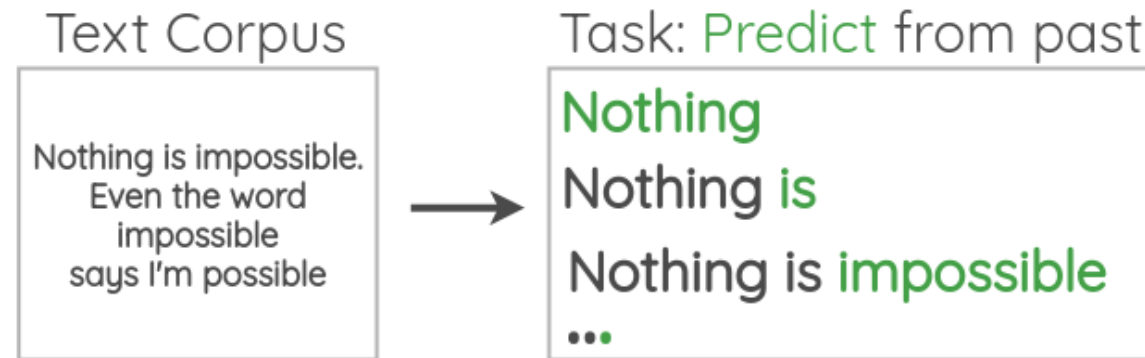 Text Corpus
Nothing is impossible.
Even the word
impossible
says I'm possible
Task: Predict from past
Nothing
Nothing is
Nothing is impossible
...